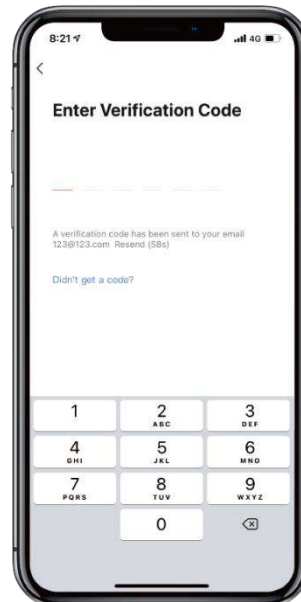 8:21
4G
Enter Verification Code
A verification code has been sent to your email
123@123.com Resend (58s)
Didn't get a code?
1 2 3
ABC DEF
4 5 6
GHI JKL MNO
7 8 9
PQRS TUV WXYZ
0